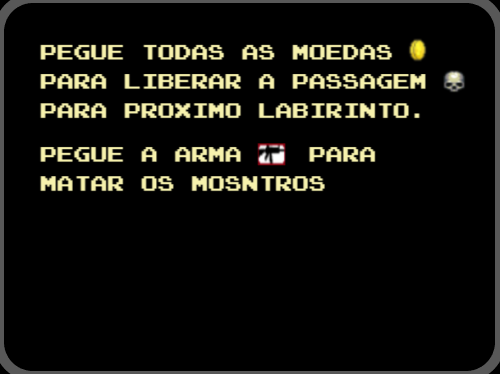 PEGUE TODAS AS MOEDAS
PARA LIBERAR A PASSAGEM
PARA PROXIMO LABIRINTO.
PEGUE A ARMA PARA
MATAR OS MOSNTROS